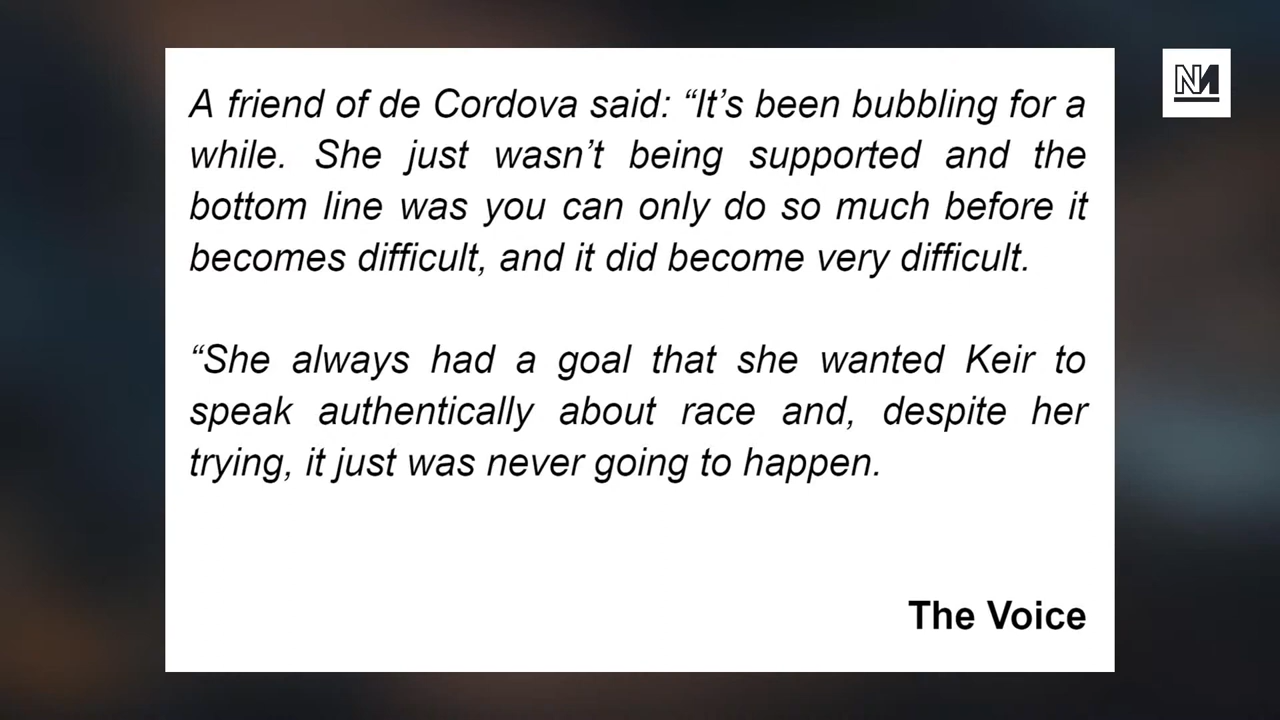 A friend of de Cordova said: “It’s been bubbling for a
while. She just wasn’t being supported and the
bottom line was you can only do so much before it
becomes difficult, and it did become very difficult.
“She always had a goal that she wanted Keir to
speak authentically about race and, despite her
trying, it just was never going to happen.
The Voice
NM